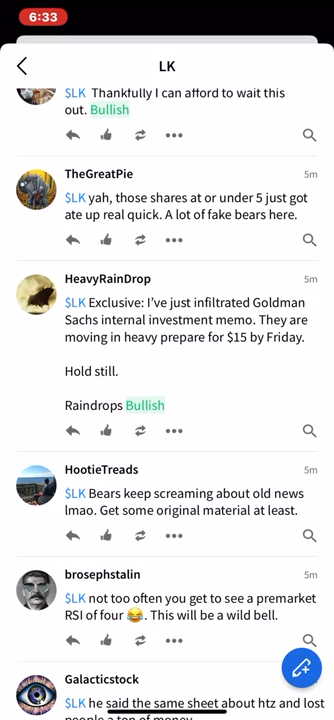 6:33
LK
$LK Thankfully I can afford to wait this
out. Bullish
TheGreatPie 5m
$LK yah, those shares at or under 5 just got
ate up real quick. A lot of fake bears here.
HeavyRainDrop 5m
$LK Exclusive: I’ve just infiltrated Goldman
Sachs internal investment memo. They are
moving in heavy prepare for $15 by Friday.
Hold still.
Raindrops Bullish
HootieTreads 5m
$LK Bears keep screaming about old news
lmao. Get some original material at least.
brosephstalin 5m
$LK not too often you get to see a premarket
RSI of four 😂. This will be a wild bell.
Galacticstock 5m
$LK he said the same sheet about htz and lost
people a ton of money